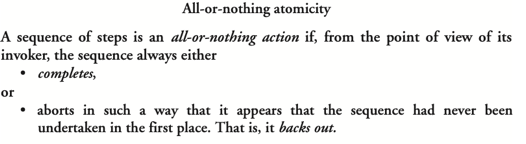 All-or-nothing atomicity
A sequence of steps is an all-or-nothing action if, from the point of view of its
invoker, the sequence always either
• completes,
or
• aborts in such a way that it appears that the sequence had never been
undertaken in the first place. That is, it backs out.